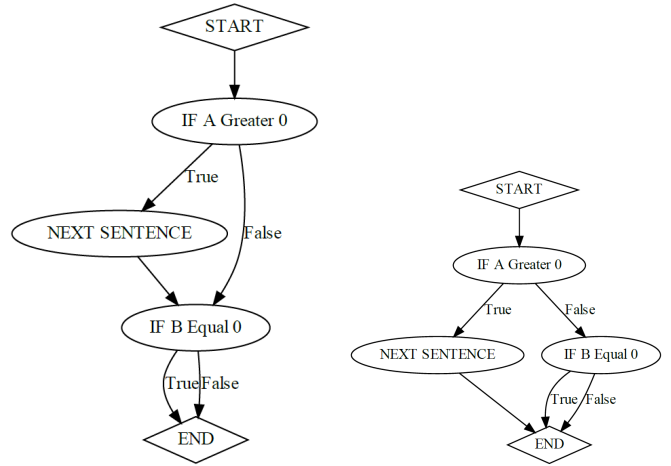 START
IF A Greater 0
True
False
NEXT SENTENCE
IF B Equal 0
True
False
END
START
IF A Greater 0
True
False
NEXT SENTENCE
IF B Equal 0
True
False
END